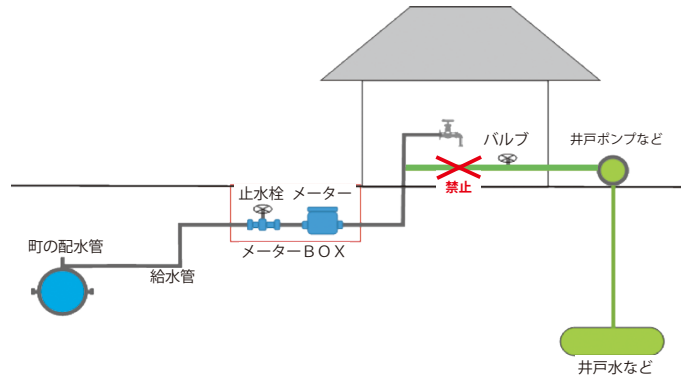 バルブ
井戸ポンプなど
禁止
止水栓
メーター
メーターＢＯＸ
町の配水管
給水管
井戸水など